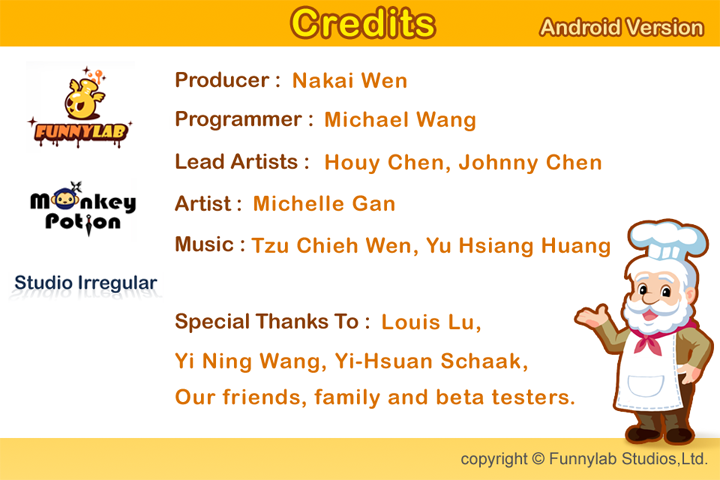 Credits
Android Version
FUNNYLAB
Monkey
Potion
Studio Irregular
Producer : Nakai Wen
Programmer : Michael Wang
Lead Artists : Houy Chen, Johnny Chen
Artist : Michelle Gan
Music : Tzu Chieh Wen, Yu Hsiang Huang
Special Thanks To : Louis Lu,
Yi Ning Wang, Yi-Hsuan Schaak,
Our friends, family and beta testers.
copyright © Funnylab Studios,Ltd.